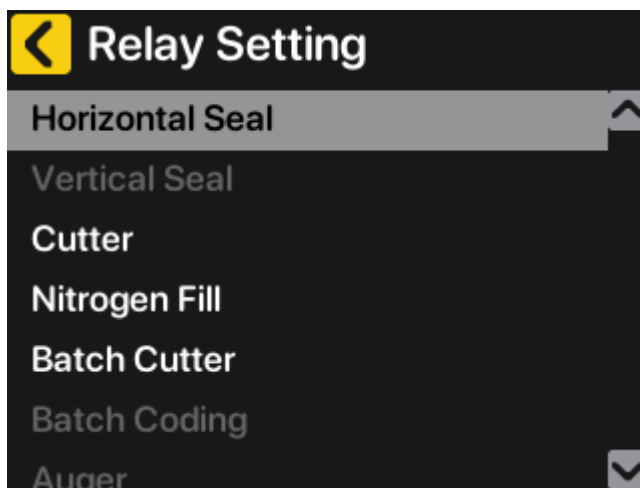 Relay Setting
Horizontal Seal
Vertical Seal
Cutter
Nitrogen Fill
Batch Cutter
Batch Coding
Auger